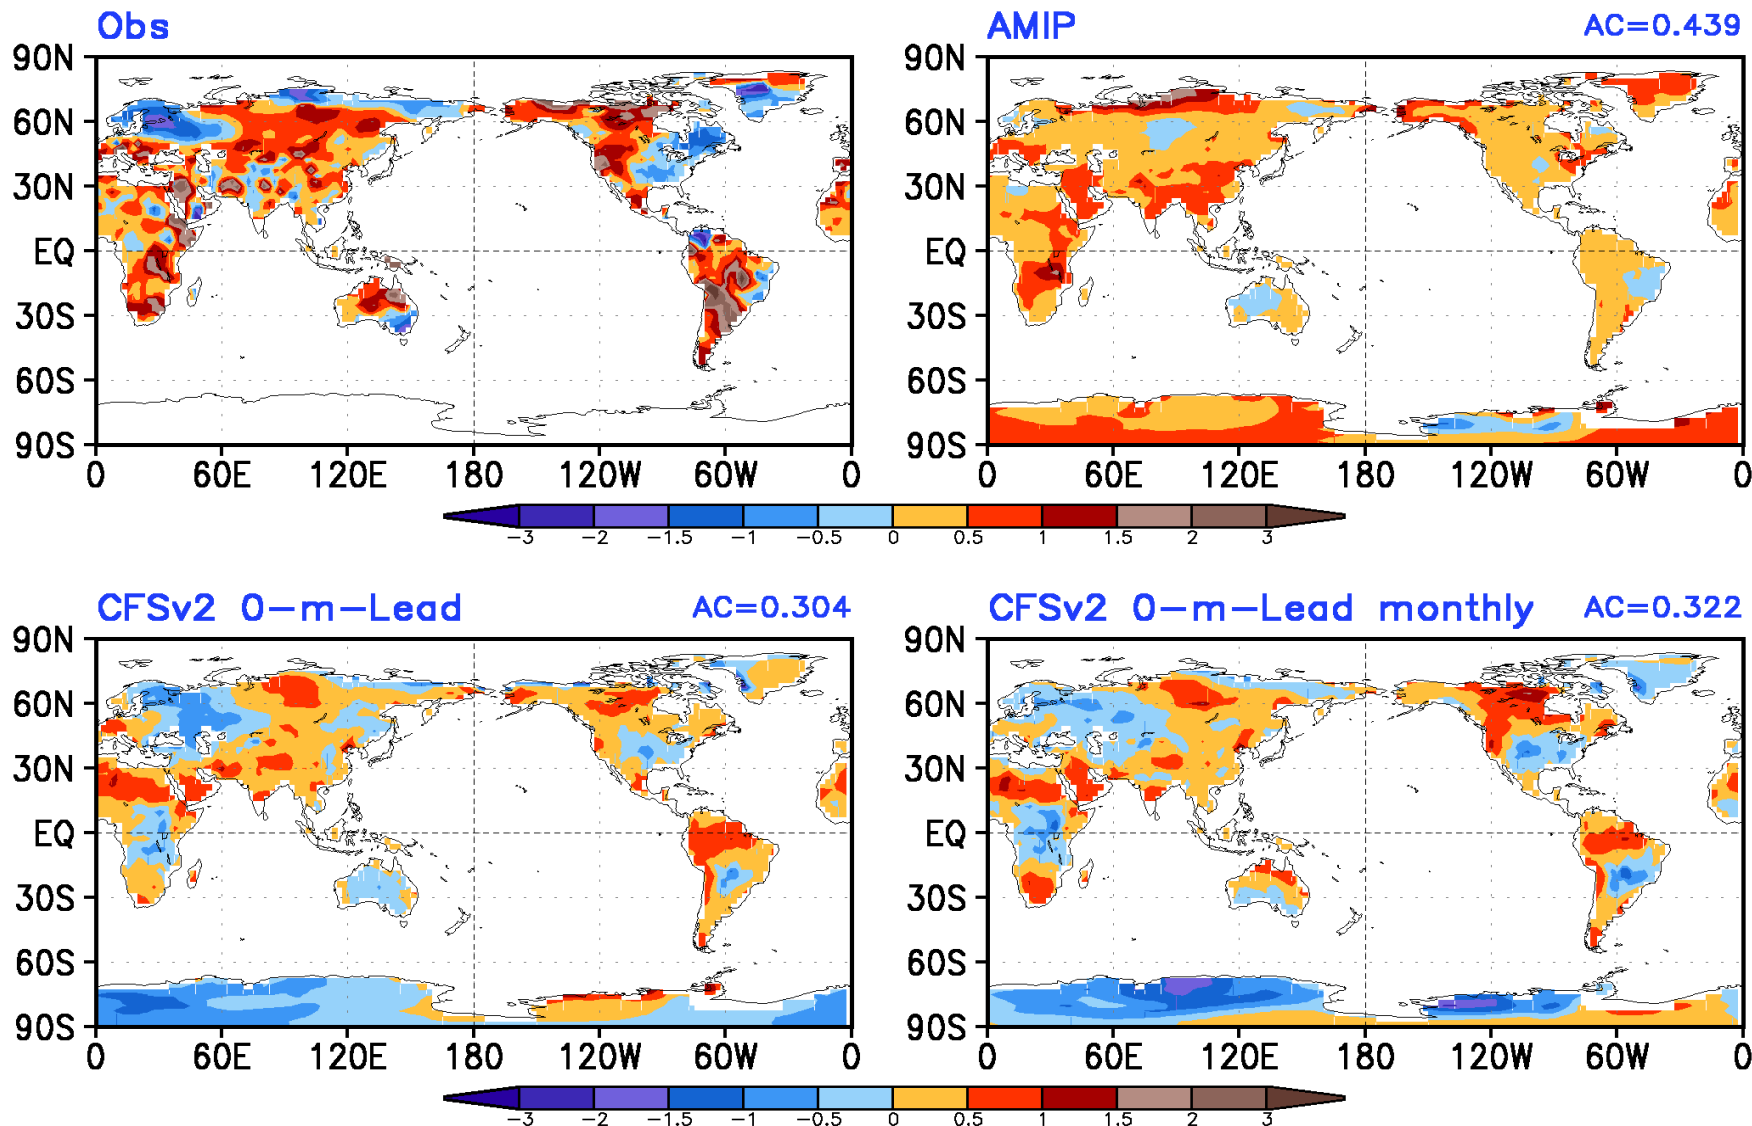 Obs
AMIP AC=0.439
90N 90N
60N 60N
30N 30N
EQ EQ
30S 30S
60S 60S
90S 90S
0 60E 120E 180 120W 60W 0 0 60E 120E 180 120W 60W 0
−3 −2 −1.5 −1 −0.5 0 0.5 1 1.5 2 3
CFSv2 0−m−Lead AC=0.304
CFSv2 0−m−Lead monthly AC=0.322
90N 90N
60N 60N
30N 30N
EQ EQ
30S 30S
60S 60S
90S 90S
0 60E 120E 180 120W 60W 0 0 60E 120E 180 120W 60W 0
−3 −2 −1.5 −1 −0.5 0 0.5 1 1.5 2 3